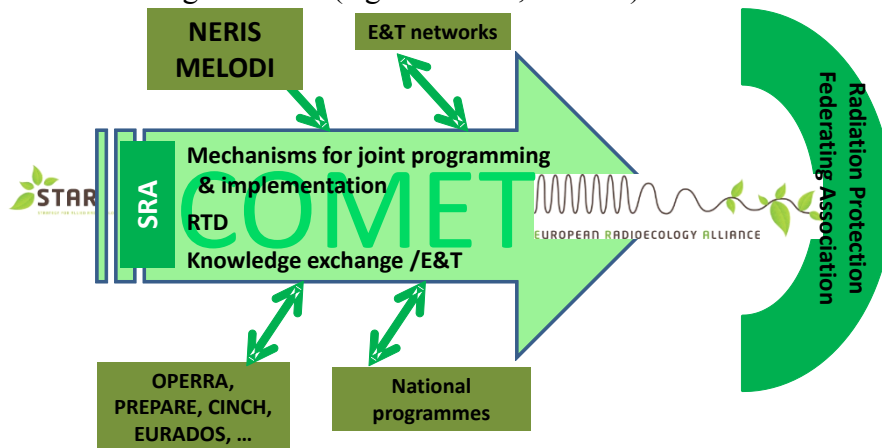 NERIS
MELODI
E&T networks
STAR
SRA
COMET
Mechanisms for joint programming
& implementation
RTD
Knowledge exchange /E&T
EUROPEAN RADIOECOLOGY ALLIANCE
Radiation Protection
Federating Association
OPERRA,
PREPARE, CINCH,
EURADOS, …
National
programmes